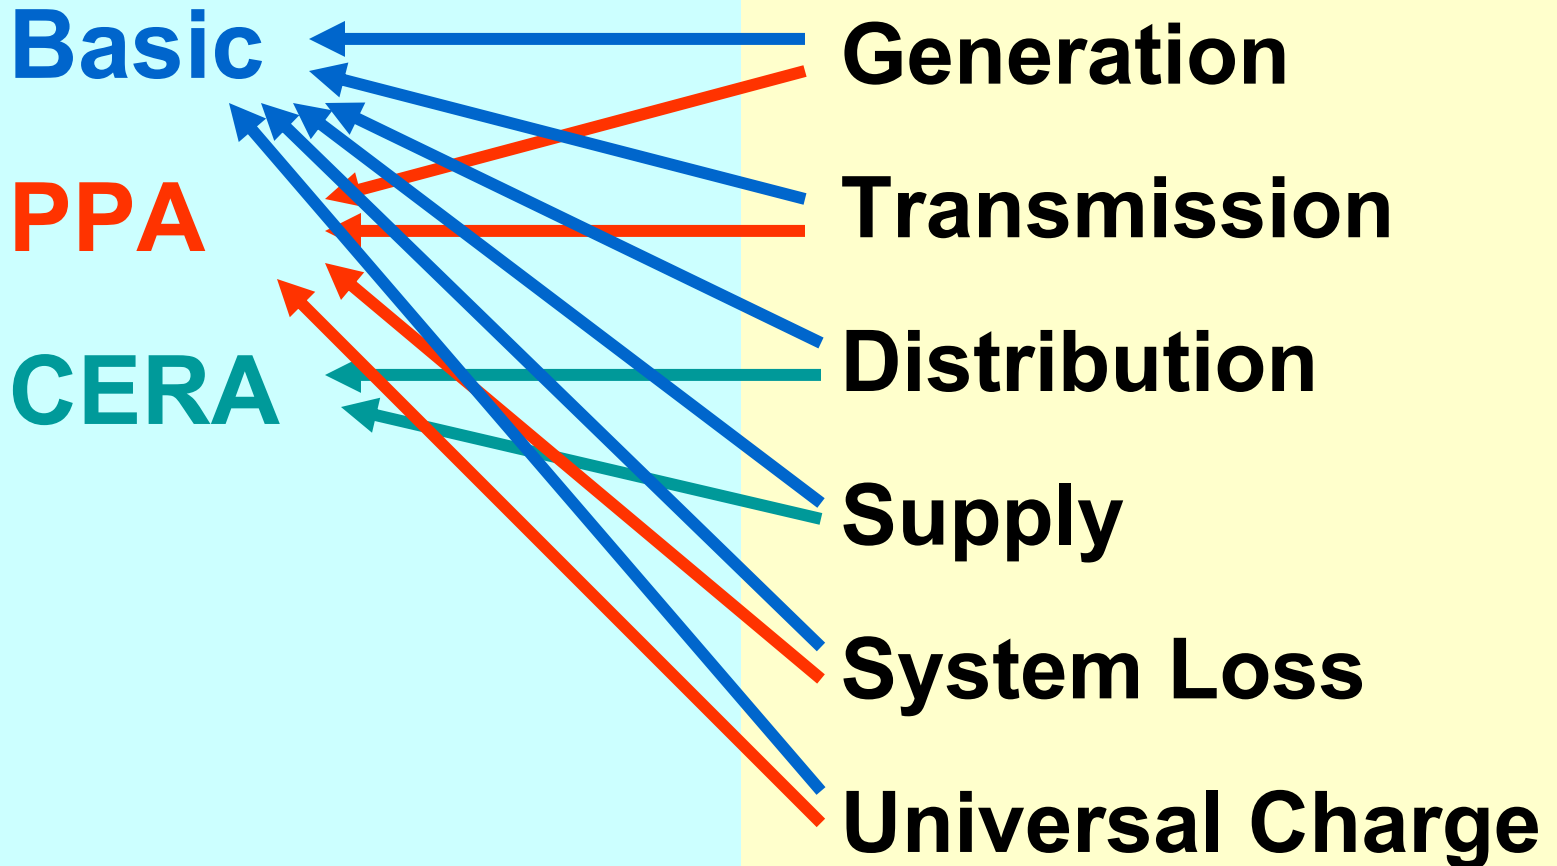 Basic
PPA
CERA
Generation
Transmission
Distribution
Supply
System Loss
Universal Charge